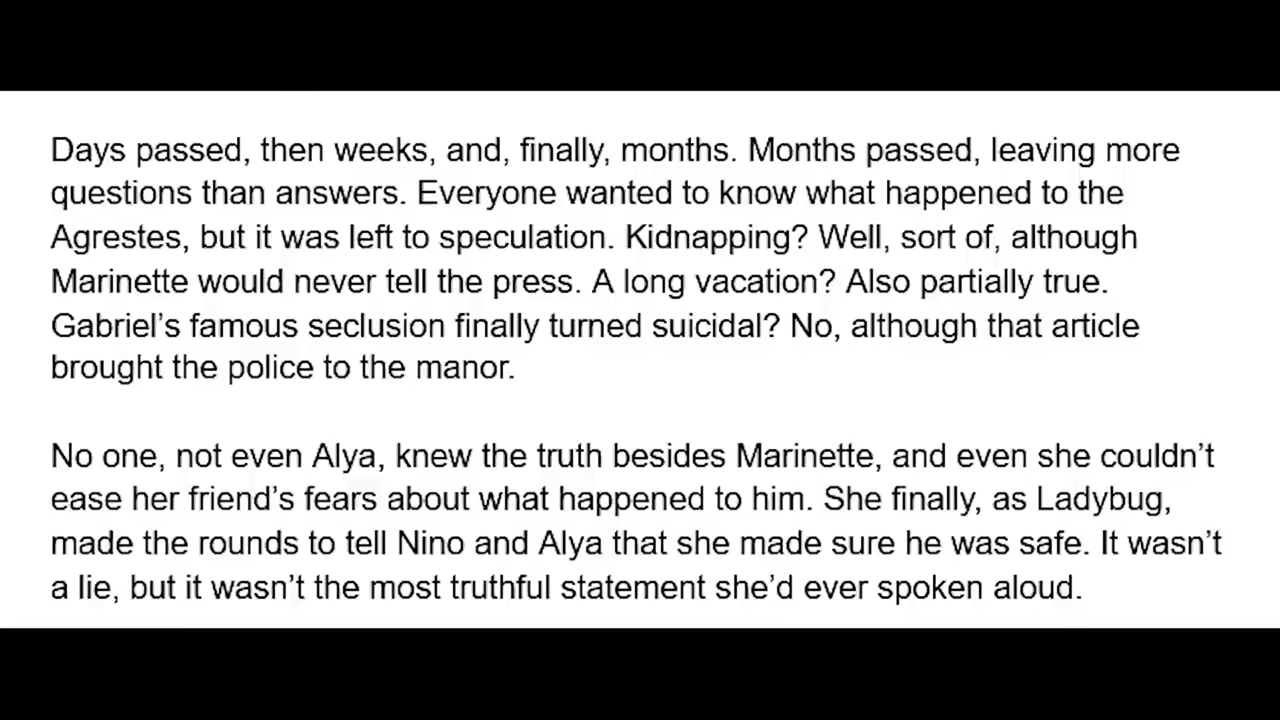 Days passed, then weeks, and, finally, months. Months passed, leaving more
questions than answers. Everyone wanted to know what happened to the
Agrestes, but it was left to speculation. Kidnapping? Well, sort of, although
Marinette would never tell the press. A long vacation? Also partially true.
Gabriel’s famous seclusion finally turned suicidal? No, although that article
brought the police to the manor.
No one, not even Alya, knew the truth besides Marinette, and even she couldn’t
ease her friend’s fears about what happened to him. She finally, as Ladybug,
made the rounds to tell Nino and Alya that she made sure he was safe. It wasn’t
a lie, but it wasn’t the most truthful statement she’d ever spoken aloud.